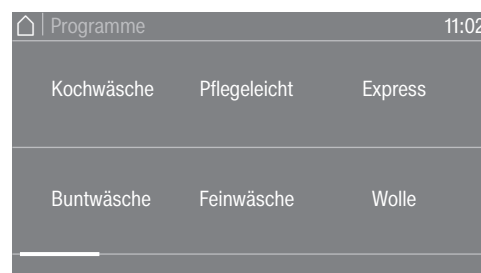 Programme 11:02
Kochwäsche Pflegeleicht Express
Buntwäsche Feinwäsche Wolle